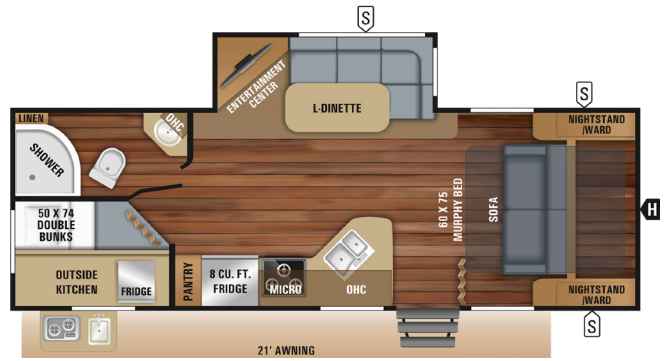 S
ENTERTAINMENT
CENTER
L-DINETTE
S
LINEN
OHC
NIGHTSTAND
/WARD
SHOWER
50 X 74
DOUBLE
BUNKS
60 X 75
MURPHY BED
SOFA
H
OUTSIDE
KITCHEN
FRIDGE
PANTRY
8 CU. FT.
FRIDGE
MICRO
OHC
NIGHTSTAND
/WARD
S
21' AWNING